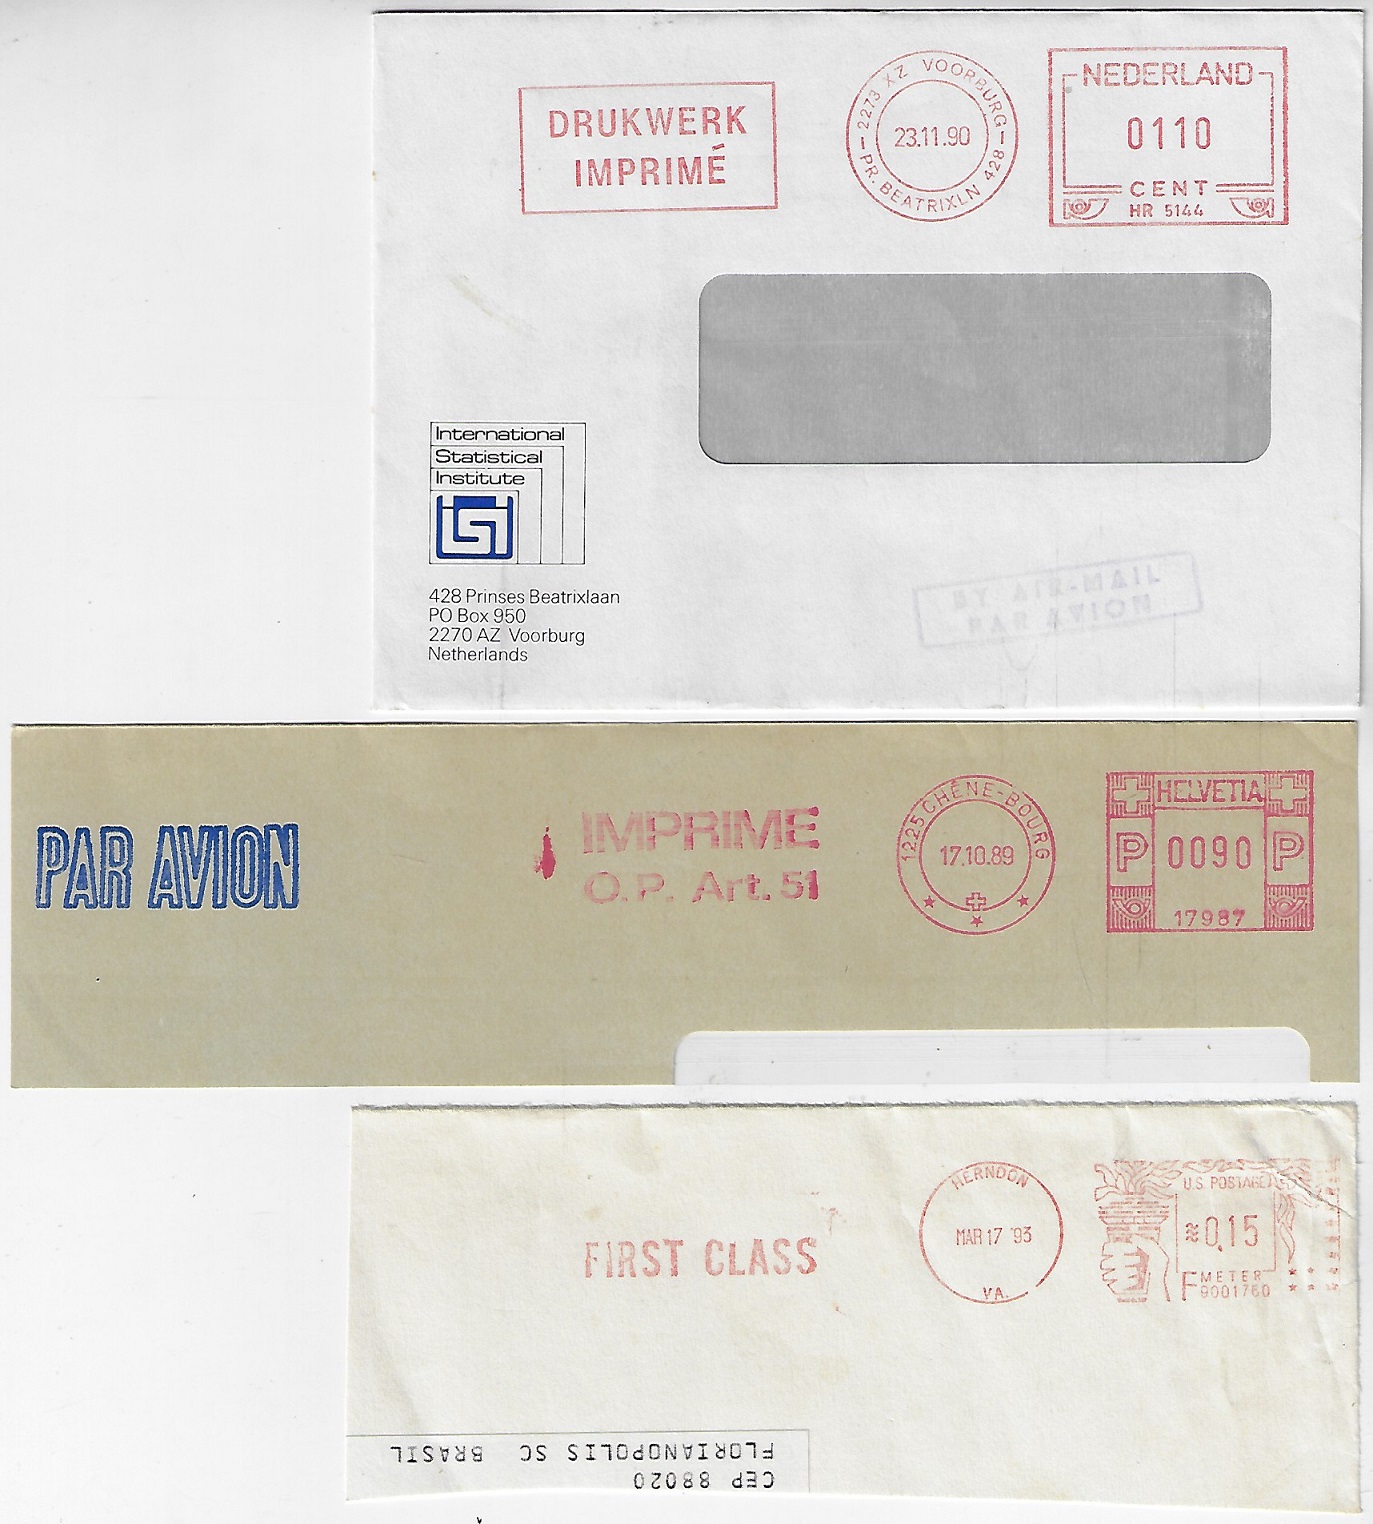 DRUKWERK
IMPRIMÉ
2273 XZ VOORBURG
23.11.90
PR. BEATRIXLN 428
NEDERLAND
0110
CENT
HR 5144
International
Statistical
Institute
ISI
428 Prinses Beatrixlaan
PO Box 950
2270 AZ Voorburg
Netherlands
BY AIR-MAIL
PAR AVION
PAR AVION
IMPRIME
O.P. Art. 51
1225 CHÊNE-BOURG
17.10.89
HELVETIA
P 0090 P
17987
FIRST CLASS
HERNDON
MAR 17 '93
VA.
U.S. POSTAGE
0.15
METER
F 9001760
CEP 88020
FLORIANOPOLIS SC BRASIL